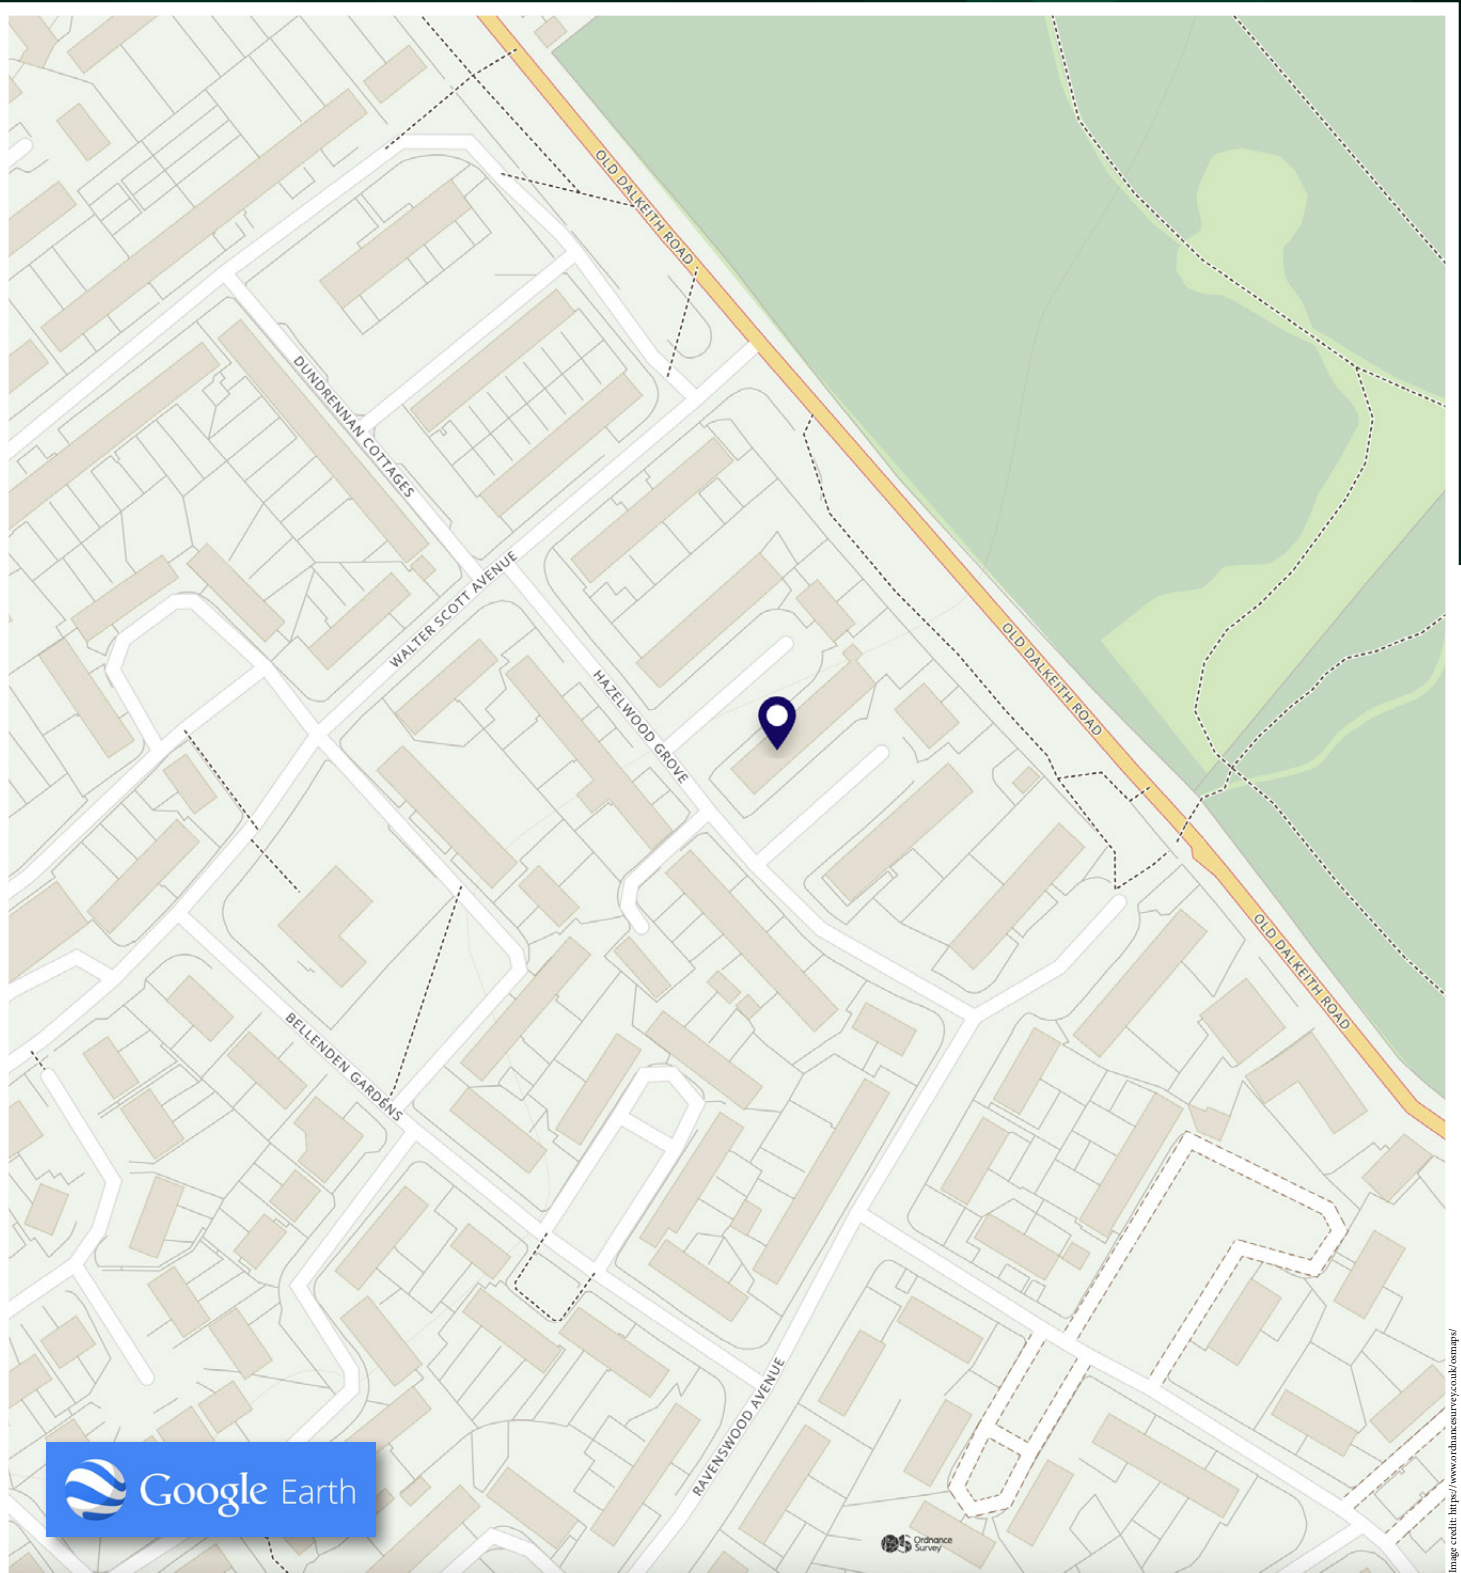 OLD DALKEITH ROAD
DUNDRENNAN COTTAGES
WALTER SCOTT AVENUE
HAZELWOOD GROVE
OLD DALKEITH ROAD
OLD DALKEITH ROAD
BELLENDEN GARDENS
RAVENSWOOD AVENUE
Google Earth
Ordnance
Survey
Image credit: https://www.ordnancesurvey.co.uk/osmaps/